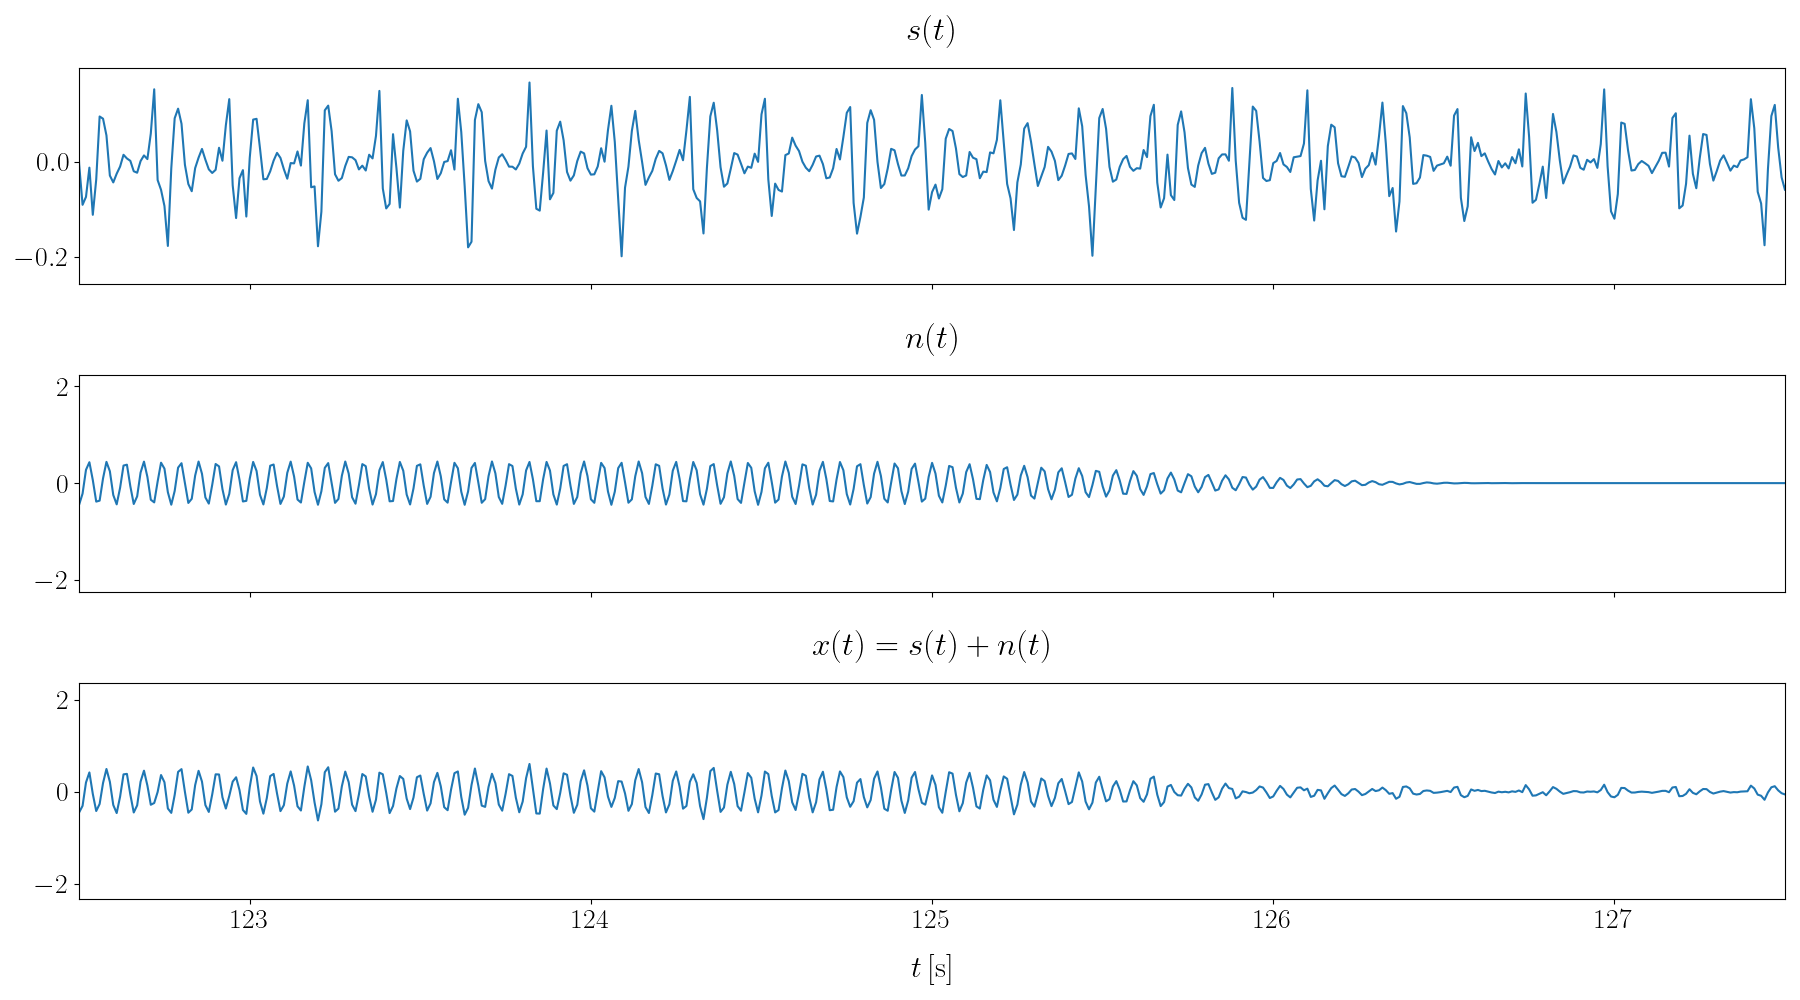 s(t)
0.0
−0.2
n(t)
2
0
−2
x(t) = s(t) + n(t)
2
0
−2
123 124 125 126 127
t [s]